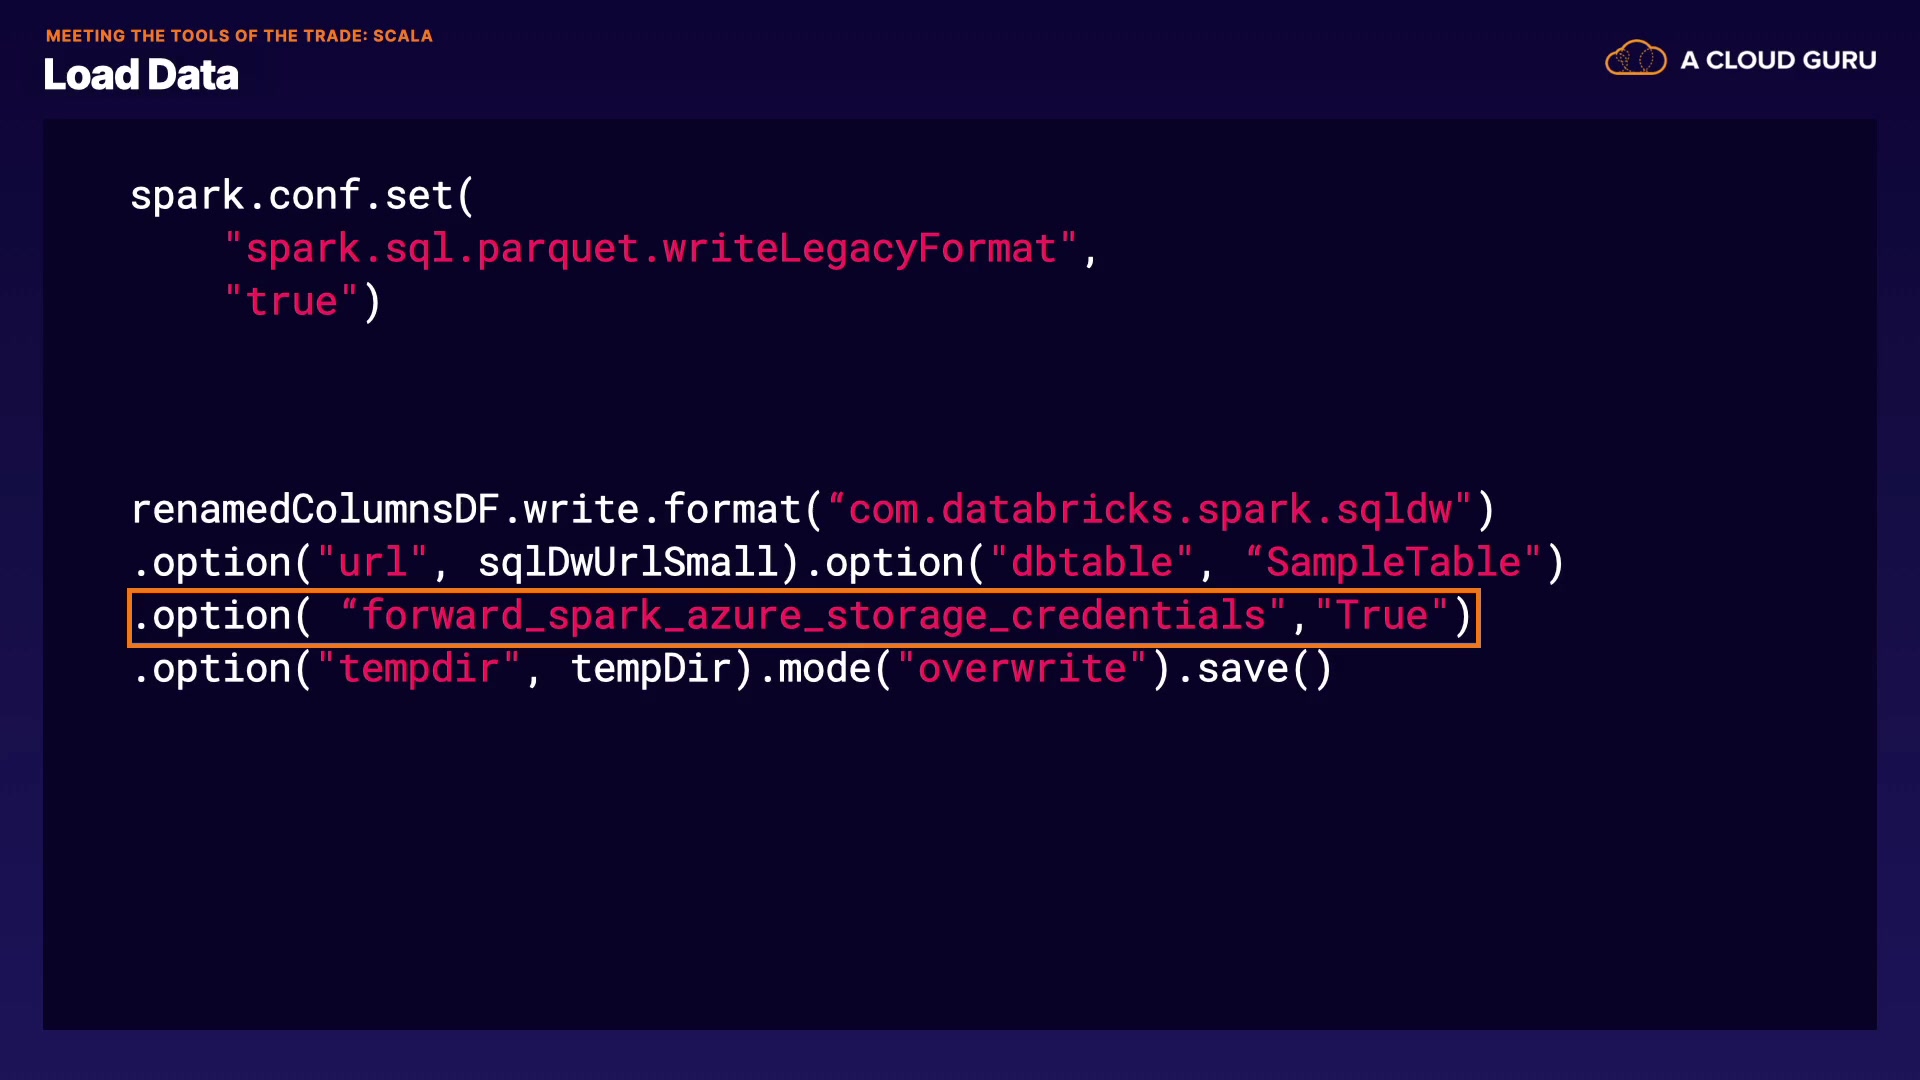 MEETING THE TOOLS OF THE TRADE: SCALA
Load Data
A CLOUD GURU
spark.conf.set(
"spark.sql.parquet.writeLegacyFormat",
"true")
renamedColumnsDF.write.format(“com.databricks.spark.sqldw")
.option("url", sqlDwUrlSmall).option("dbtable", “SampleTable")
.option( “forward_spark_azure_storage_credentials","True")
.option("tempdir", tempDir).mode("overwrite").save()